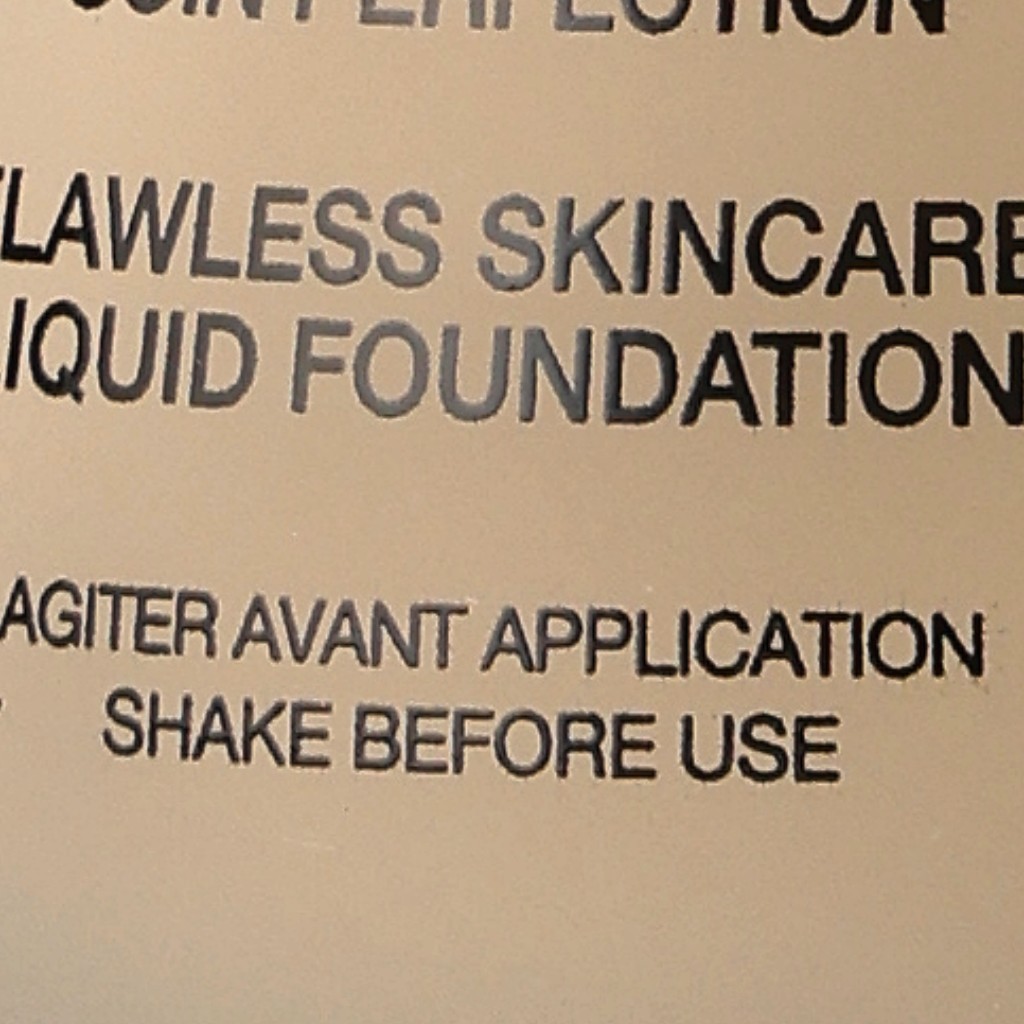 FLAWLESS SKINCARE
LIQUID FOUNDATION
AGITER AVANT APPLICATION
SHAKE BEFORE USE